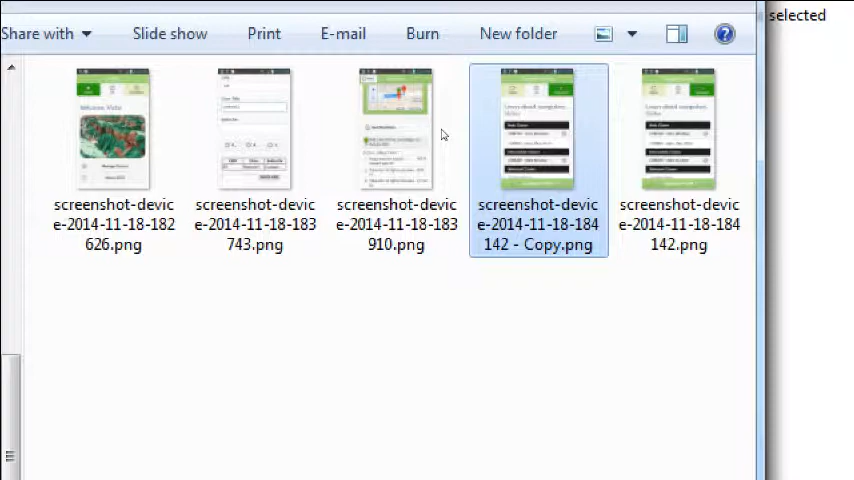 Share with Slide show Print E-mail Burn New folder
selected
screenshot-devic
e-2014-11-18-182
626.png
screenshot-devic
e-2014-11-18-183
743.png
screenshot-devic
e-2014-11-18-183
910.png
screenshot-devic
e-2014-11-18-184
142 - Copy.png
screenshot-devic
e-2014-11-18-184
142.png